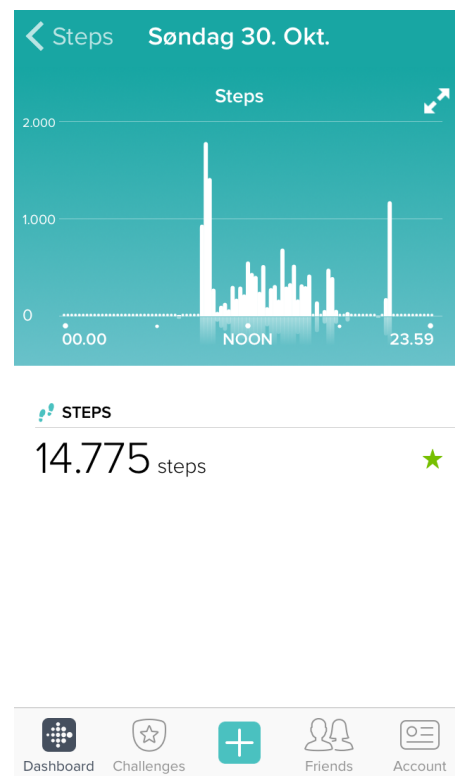 Steps Søndag 30. Okt.
Steps
2.000
1.000
0
00.00 NOON 23.59
STEPS
14.775 steps
Dashboard Challenges Friends Account